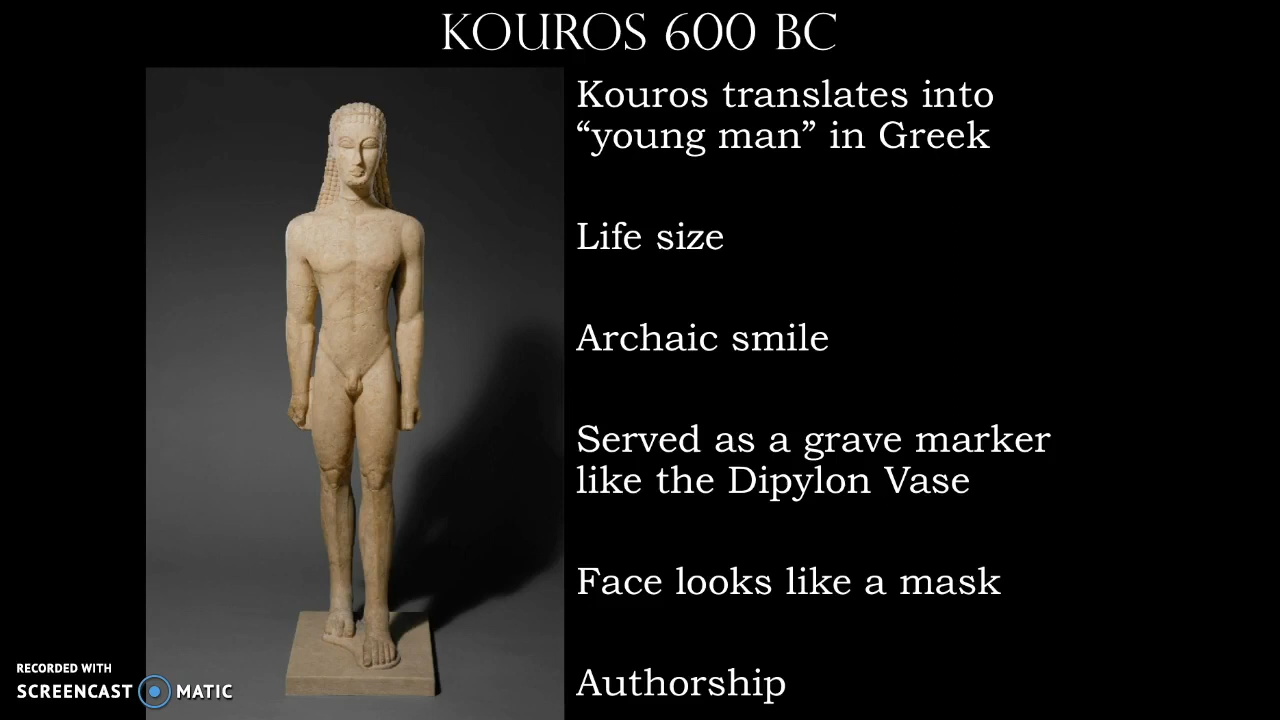 KOUROS 600 BC
Kouros translates into
“young man” in Greek
Life size
Archaic smile
Served as a grave marker
like the Dipylon Vase
Face looks like a mask
Authorship
RECORDED WITH
SCREENCAST MATIC